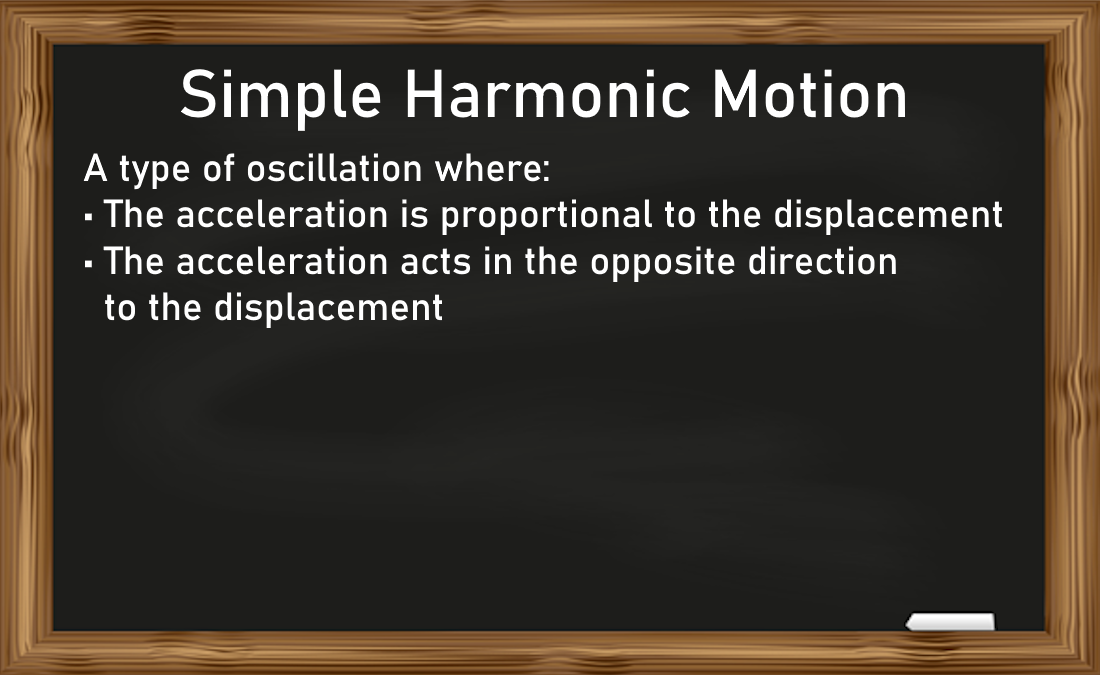 Simple Harmonic Motion
A type of oscillation where:
▪ The acceleration is proportional to the displacement
▪ The acceleration acts in the opposite direction
to the displacement